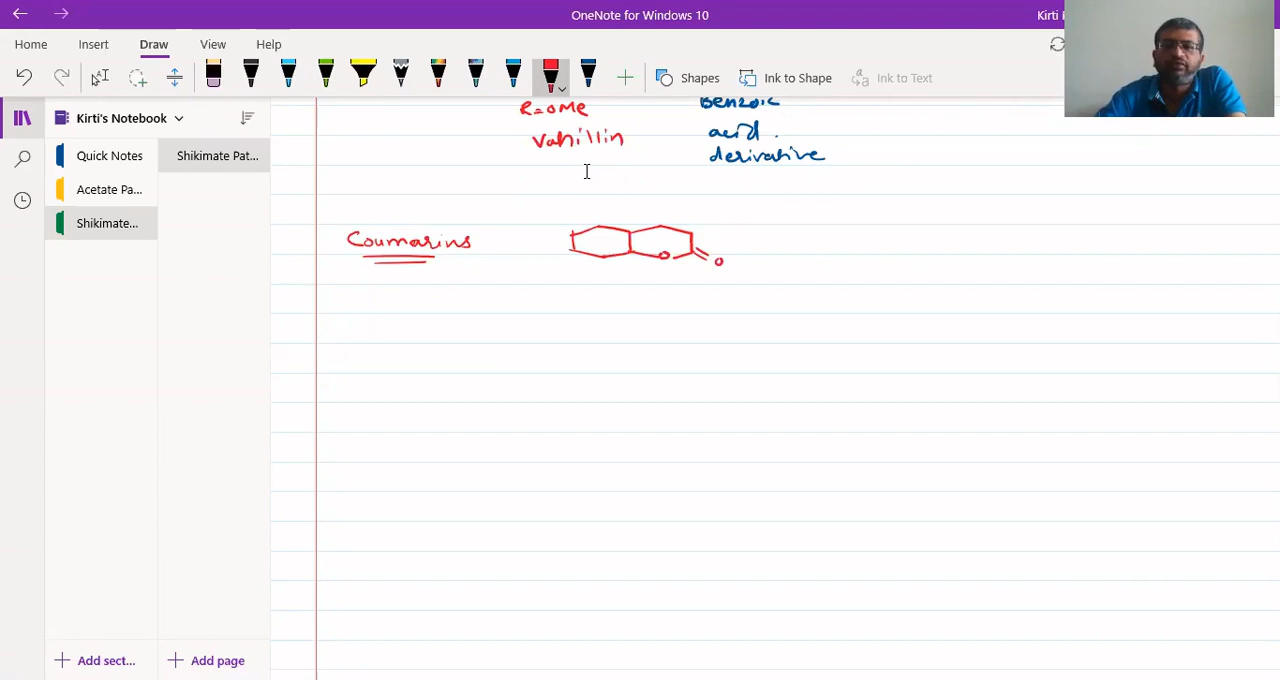 OneNote for Windows 10
Kirti
Home Insert Draw View Help
Shapes Ink to Shape Ink to Text
Kirti's Notebook
Quick Notes
Acetate Pa...
Shikimate...
Shikimate Pat...
R=OMe
vanillin
Benzoic
acid.
derivative
Coumarins
O
O
Add sect...
Add page